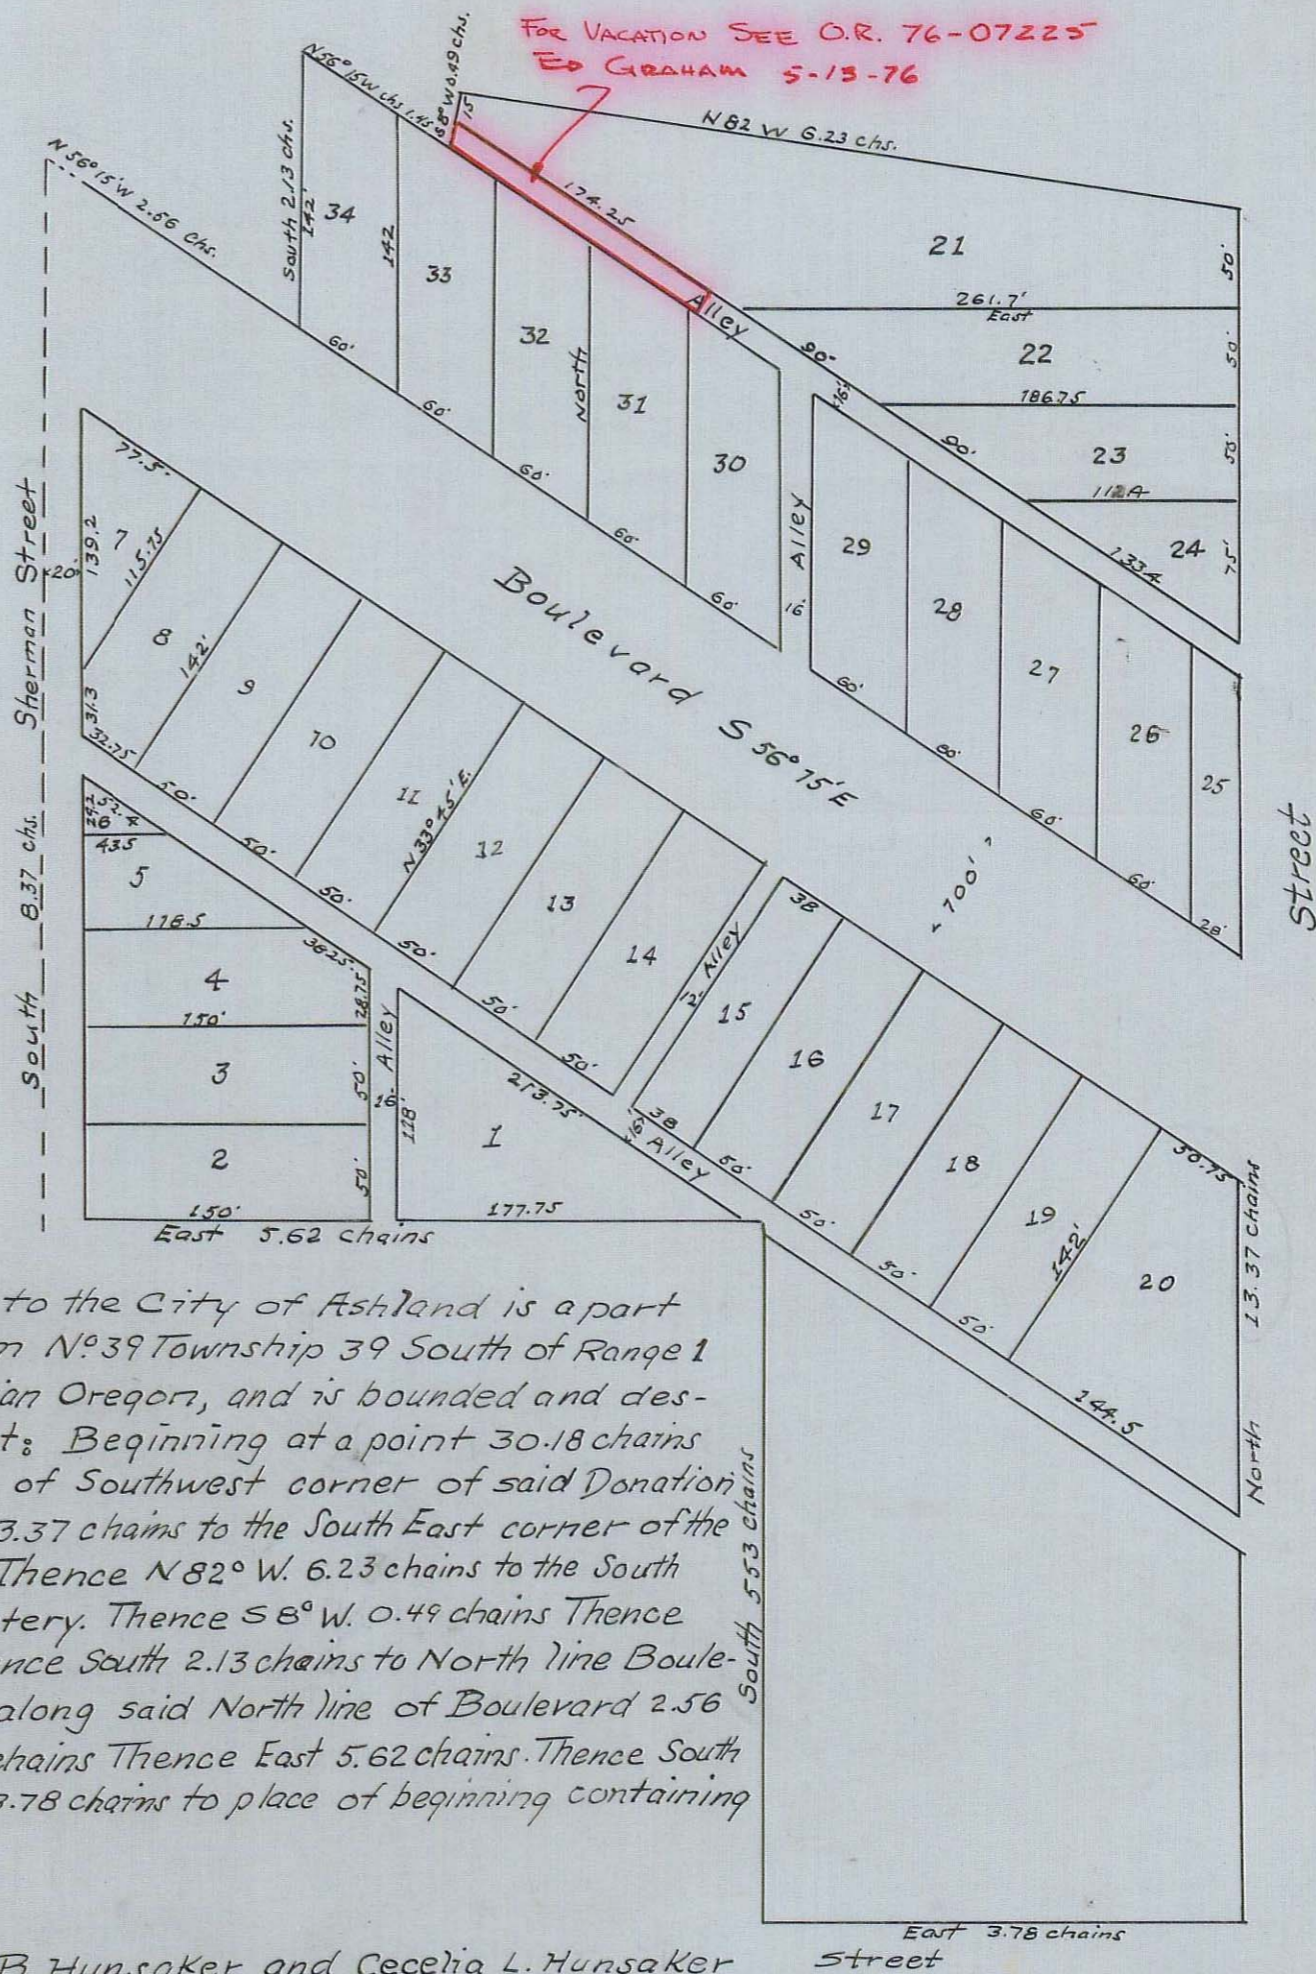 FOR VACATION SEE O.R. 76-07225
ED GRAHAM 5-13-76
N 56° 15 W chs 1.45
S 8° W 0.49 chs.
15
N 82 W 6.23 chs.
N 56° 15' W 2.56 chs.
South 2.13 chs.
142'
34
142
33
32
North
31
30
174.25
Alley
21
50'
261.7'
East
22
50'
186.75
90'
16'
23
50'
90'
112.4
24
75'
133.4
60'
60'
60'
60'
60'
Alley
16'
29
28
27
26
25
60'
60'
60'
60'
28'
Boulevard S 56° 15' E
100'
Street
South 8.37 chs. Sherman Street
20'
77.5'
139.2
7
115.75
31.3
32.75
8
142'
9
10
11
N 33° 45' E.
12
13
14
50'
50'
50'
50'
50'
50'
12' Alley
38
15
16
17
18
19
142'
20
50.75
38
16'
Alley
50'
50'
50'
50'
144.5
North 13.37 chains
24.2
52.4
6
43.5
5
118.5
38.25
28.75
4
150'
3
50'
2
50'
150'
16' Alley
128'
1
213.75'
177.75
East 5.62 chains
to the City of Ashland is a part
n Nº 39 Township 39 South of Range 1
an Oregon, and is bounded and des-
t: Beginning at a point 30.18 chains
of Southwest corner of said Donation
3.37 chains to the South East corner of the
Thence N 82° W. 6.23 chains to the South
tery. Thence S 8° W. 0.49 chains Thence
nce South 2.13 chains to North line Boule-
along said North line of Boulevard 2.56
chains Thence East 5.62 chains. Thence South
3.78 chains to place of beginning containing
South 553 chains
East 3.78 chains
Street
B Hunsaker and Cecelia L. Hunsaker